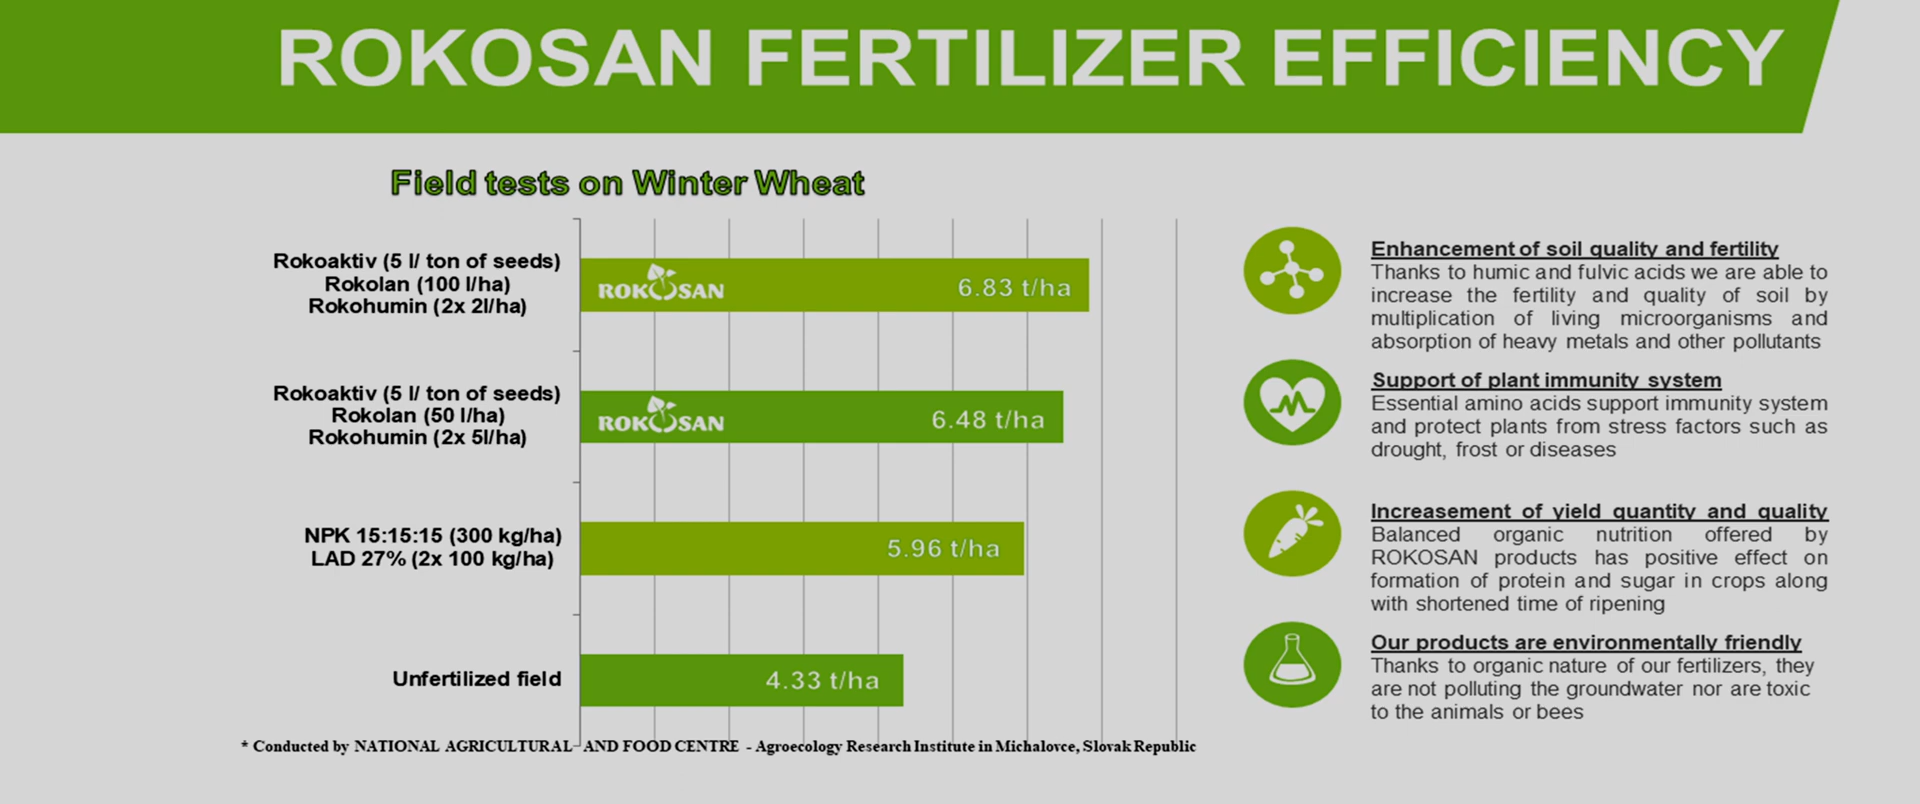 ROKOSAN FERTILIZER EFFICIENCY
Field tests on Winter Wheat
Rokoaktiv (5 l/ ton of seeds)
Rokolan (100 l/ha)
Rokohumin (2x 2l/ha)
ROKOSAN
6.83 t/ha
Rokoaktiv (5 l/ ton of seeds)
Rokolan (50 l/ha)
Rokohumin (2x 5l/ha)
ROKOSAN
6.48 t/ha
NPK 15:15:15 (300 kg/ha)
LAD 27% (2x 100 kg/ha)
5.96 t/ha
Unfertilized field
4.33 t/ha
* Conducted by NATIONAL AGRICULTURAL AND FOOD CENTRE - Agroecology Research Institute in Michalovce, Slovak Republic
Enhancement of soil quality and fertility
Thanks to humic and fulvic acids we are able to
increase the fertility and quality of soil by
multiplication of living microorganisms and
absorption of heavy metals and other pollutants
Support of plant immunity system
Essential amino acids support immunity system
and protect plants from stress factors such as
drought, frost or diseases
Increasement of yield quantity and quality
Balanced organic nutrition offered by
ROKOSAN products has positive effect on
formation of protein and sugar in crops along
with shortened time of ripening
Our products are environmentally friendly
Thanks to organic nature of our fertilizers, they
are not polluting the groundwater nor are toxic
to the animals or bees